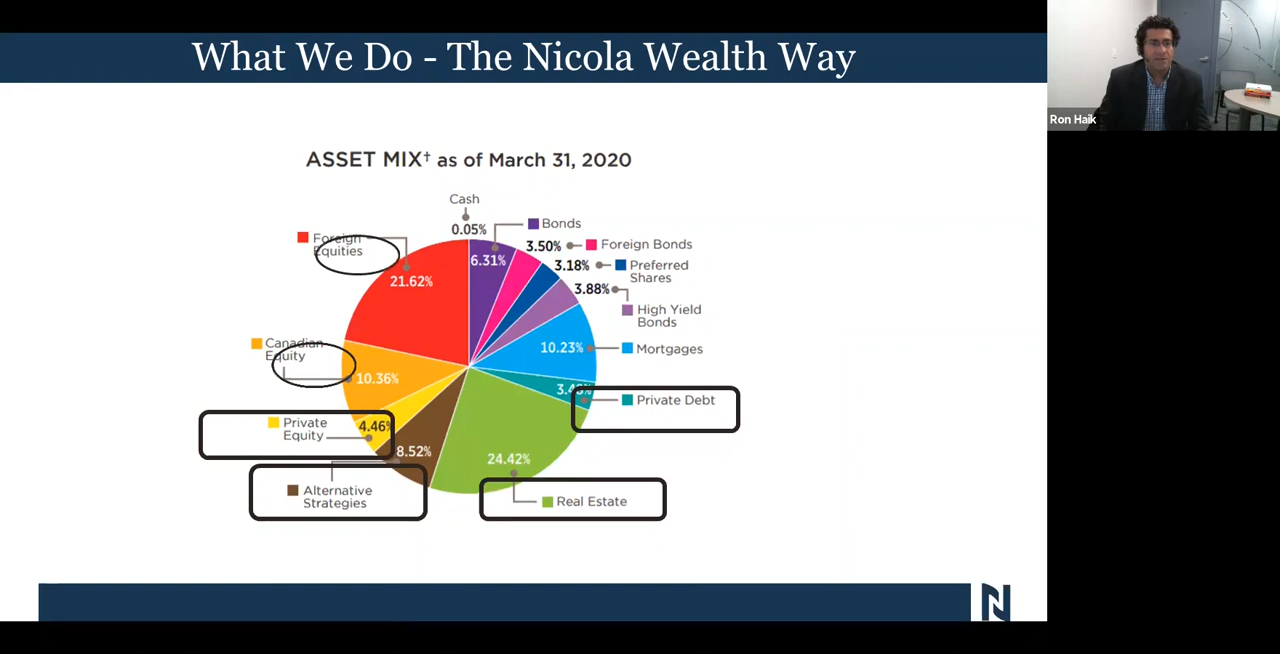 What We Do - The Nicola Wealth Way
Ron Haik
ASSET MIX† as of March 31, 2020
Cash
0.05%
Bonds
6.31%
3.50%
Foreign Bonds
3.18%
Preferred
Shares
3.88%
High Yield
Bonds
10.23%
Mortgages
Private Debt
24.42%
Real Estate
8.52%
Alternative
Strategies
4.46%
Private
Equity
10.36%
Canadian
Equity
21.62%
Foreign
Equities
N